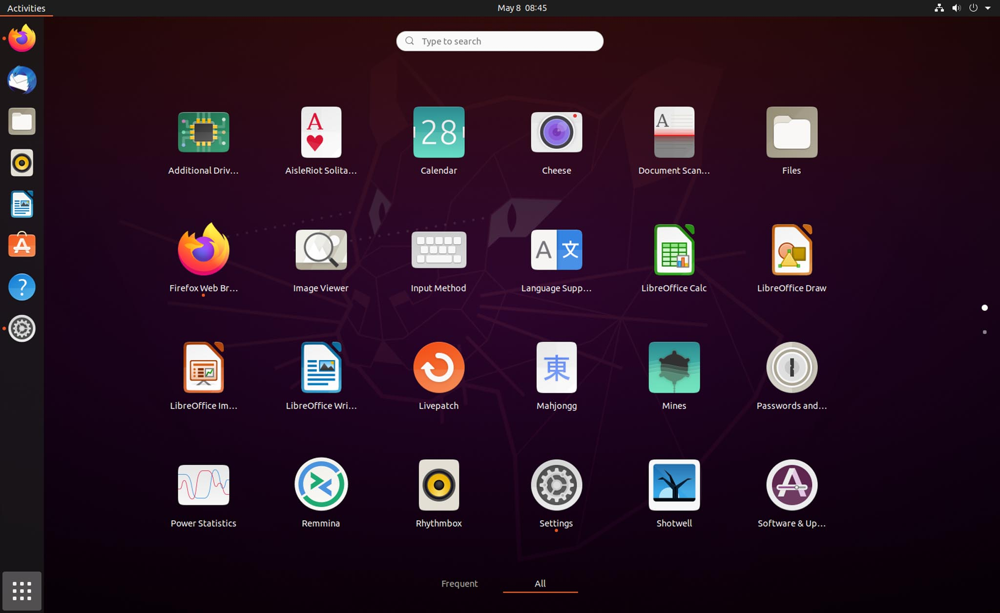 Activities
May 8 08:45
Type to search
A
28
A
Additional Driv...
AisleRiot Solita...
Calendar
Cheese
Document Scan...
Files
A 文
Firefox Web Br...
Image Viewer
Input Method
Language Supp...
LibreOffice Calc
LibreOffice Draw
東
LibreOffice Im...
LibreOffice Wri...
Livepatch
Mahjongg
Mines
Passwords and...
Power Statistics
Remmina
Rhythmbox
Settings
Shotwell
Software & Up...
Frequent
All